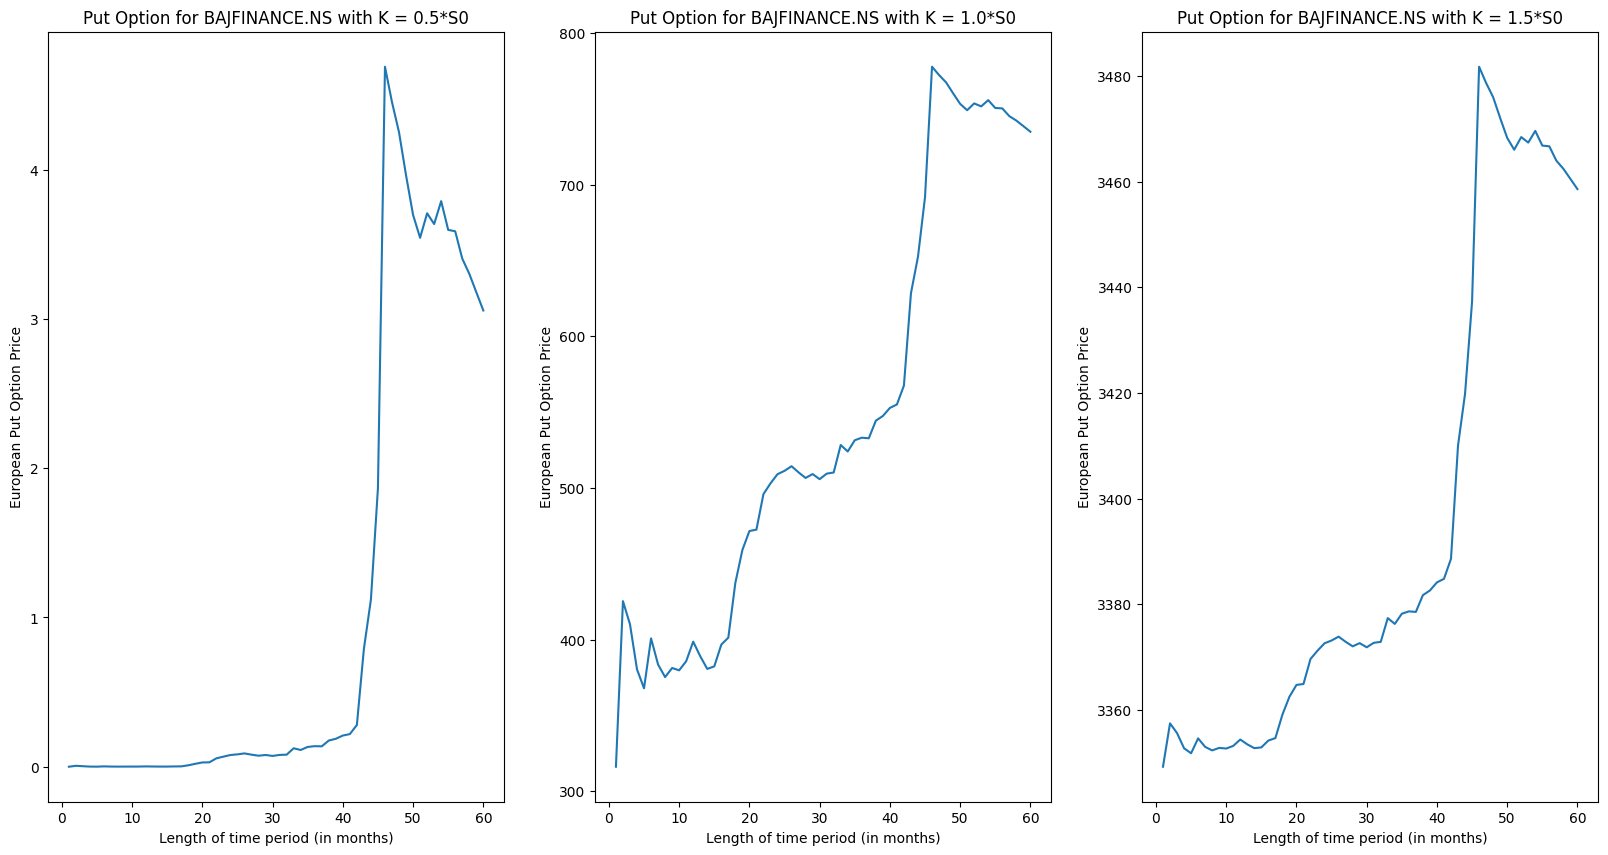 Put Option for BAJFINANCE.NS with K = 0.5*S0
European Put Option Price
4
3
2
1
0
0 10 20 30 40 50 60
Length of time period (in months)
Put Option for BAJFINANCE.NS with K = 1.0*S0
European Put Option Price
800
700
600
500
400
300
0 10 20 30 40 50 60
Length of time period (in months)
Put Option for BAJFINANCE.NS with K = 1.5*S0
European Put Option Price
3480
3460
3440
3420
3400
3380
3360
0 10 20 30 40 50 60
Length of time period (in months)